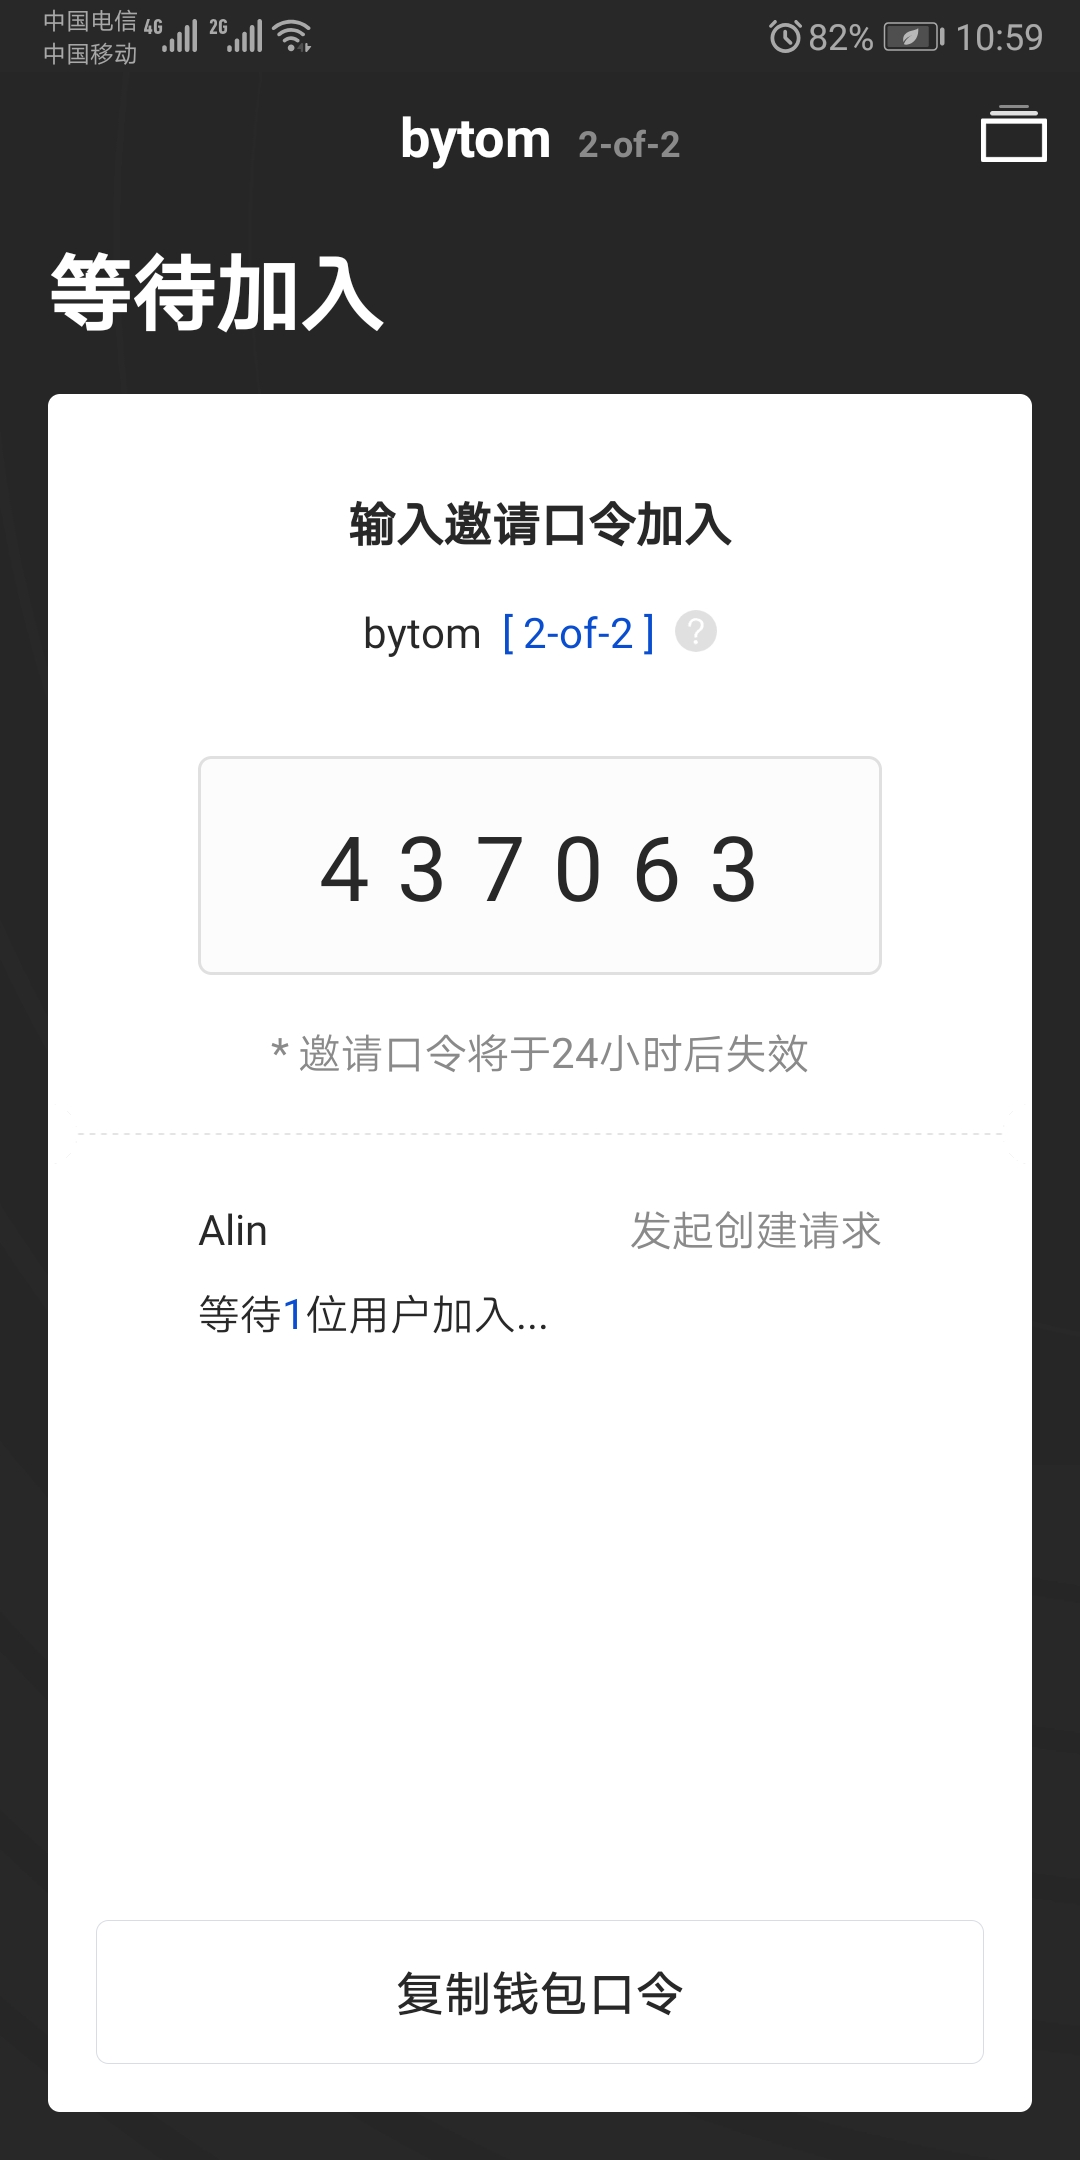 中国电信 4G 2G 82% 10:59
中国移动
bytom 2-of-2
等待加入
输入邀请口令加入
bytom [ 2-of-2 ] ?
4 3 7 0 6 3
* 邀请口令将于24小时后失效
Alin 发起创建请求
等待1位用户加入...
复制钱包口令